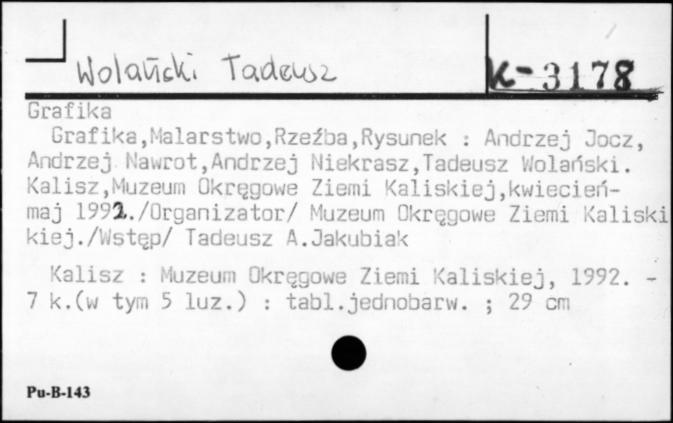 Wolański Tadeusz
K-3178
Grafika
Grafika,Malarstwo,Rzeźba,Rysunek : Andrzej Jocz,
Andrzej Nawrot,Andrzej Niekrasz,Tadeusz Wolański.
Kalisz,Muzeum Okręgowe Ziemi Kaliskiej,kwiecień-
maj 1992./Organizator/ Muzeum Okręgowe Ziemi Kaliski
kiej./Wstęp/ Tadeusz A.Jakubiak
Kalisz : Muzeum Okręgowe Ziemi Kaliskiej, 1992. -
7 k.(w tym 5 luz.) : tabl.jednobarw. ; 29 cm
Pu-B-143